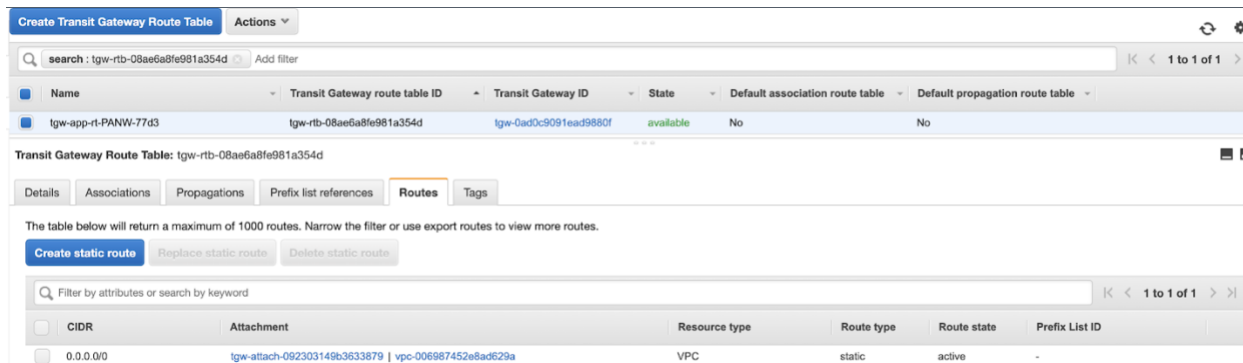 Create Transit Gateway Route Table Actions
search : tgw-rtb-08ae6a8fe981a354d Add filter 1 to 1 of 1
Name Transit Gateway route table ID Transit Gateway ID State Default association route table Default propagation route table
tgw-app-rt-PANW-77d3 tgw-rtb-08ae6a8fe981a354d tgw-0ad0c9091ead9880f available No No
Transit Gateway Route Table: tgw-rtb-08ae6a8fe981a354d
Details Associations Propagations Prefix list references Routes Tags
The table below will return a maximum of 1000 routes. Narrow the filter or use export routes to view more routes.
Create static route Replace static route Delete static route
Filter by attributes or search by keyword 1 to 1 of 1
CIDR Attachment Resource type Route type Route state Prefix List ID
0.0.0.0/0 tgw-attach-092303149b3633879 | vpc-006987452e8ad629a VPC static active -